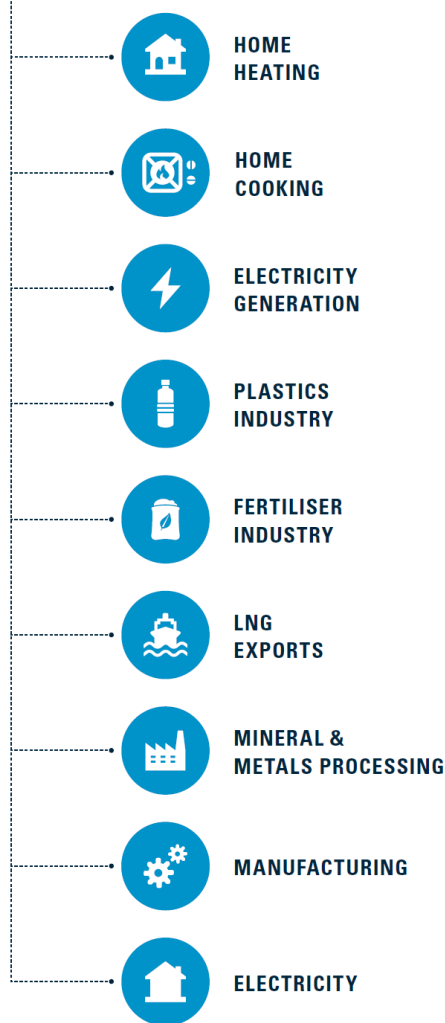 HOME
HEATING
HOME
COOKING
ELECTRICITY
GENERATION
PLASTICS
INDUSTRY
FERTILISER
INDUSTRY
LNG
EXPORTS
MINERAL &
METALS PROCESSING
MANUFACTURING
ELECTRICITY